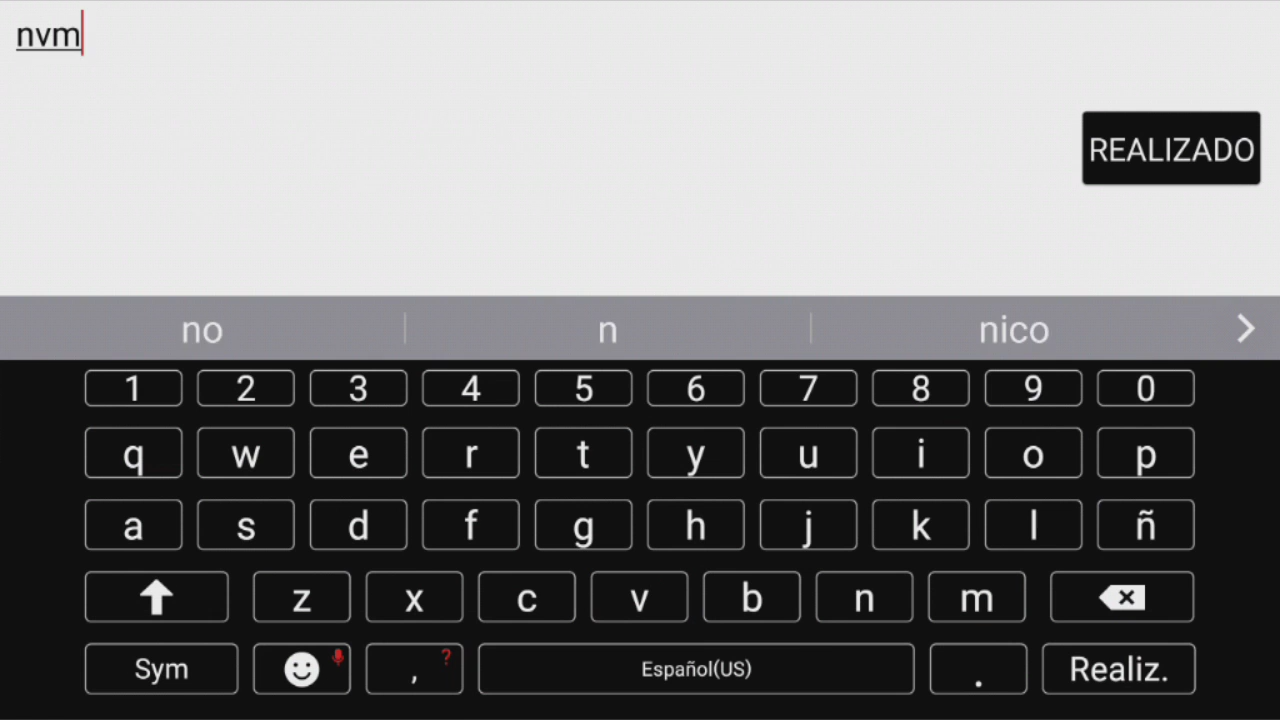 nvm
REALIZADO
no n nico
1 2 3 4 5 6 7 8 9 0
q w e r t y u i o p
a s d f g h j k l ñ
z x c v b n m
Sym , ? Español(US) . Realiz.